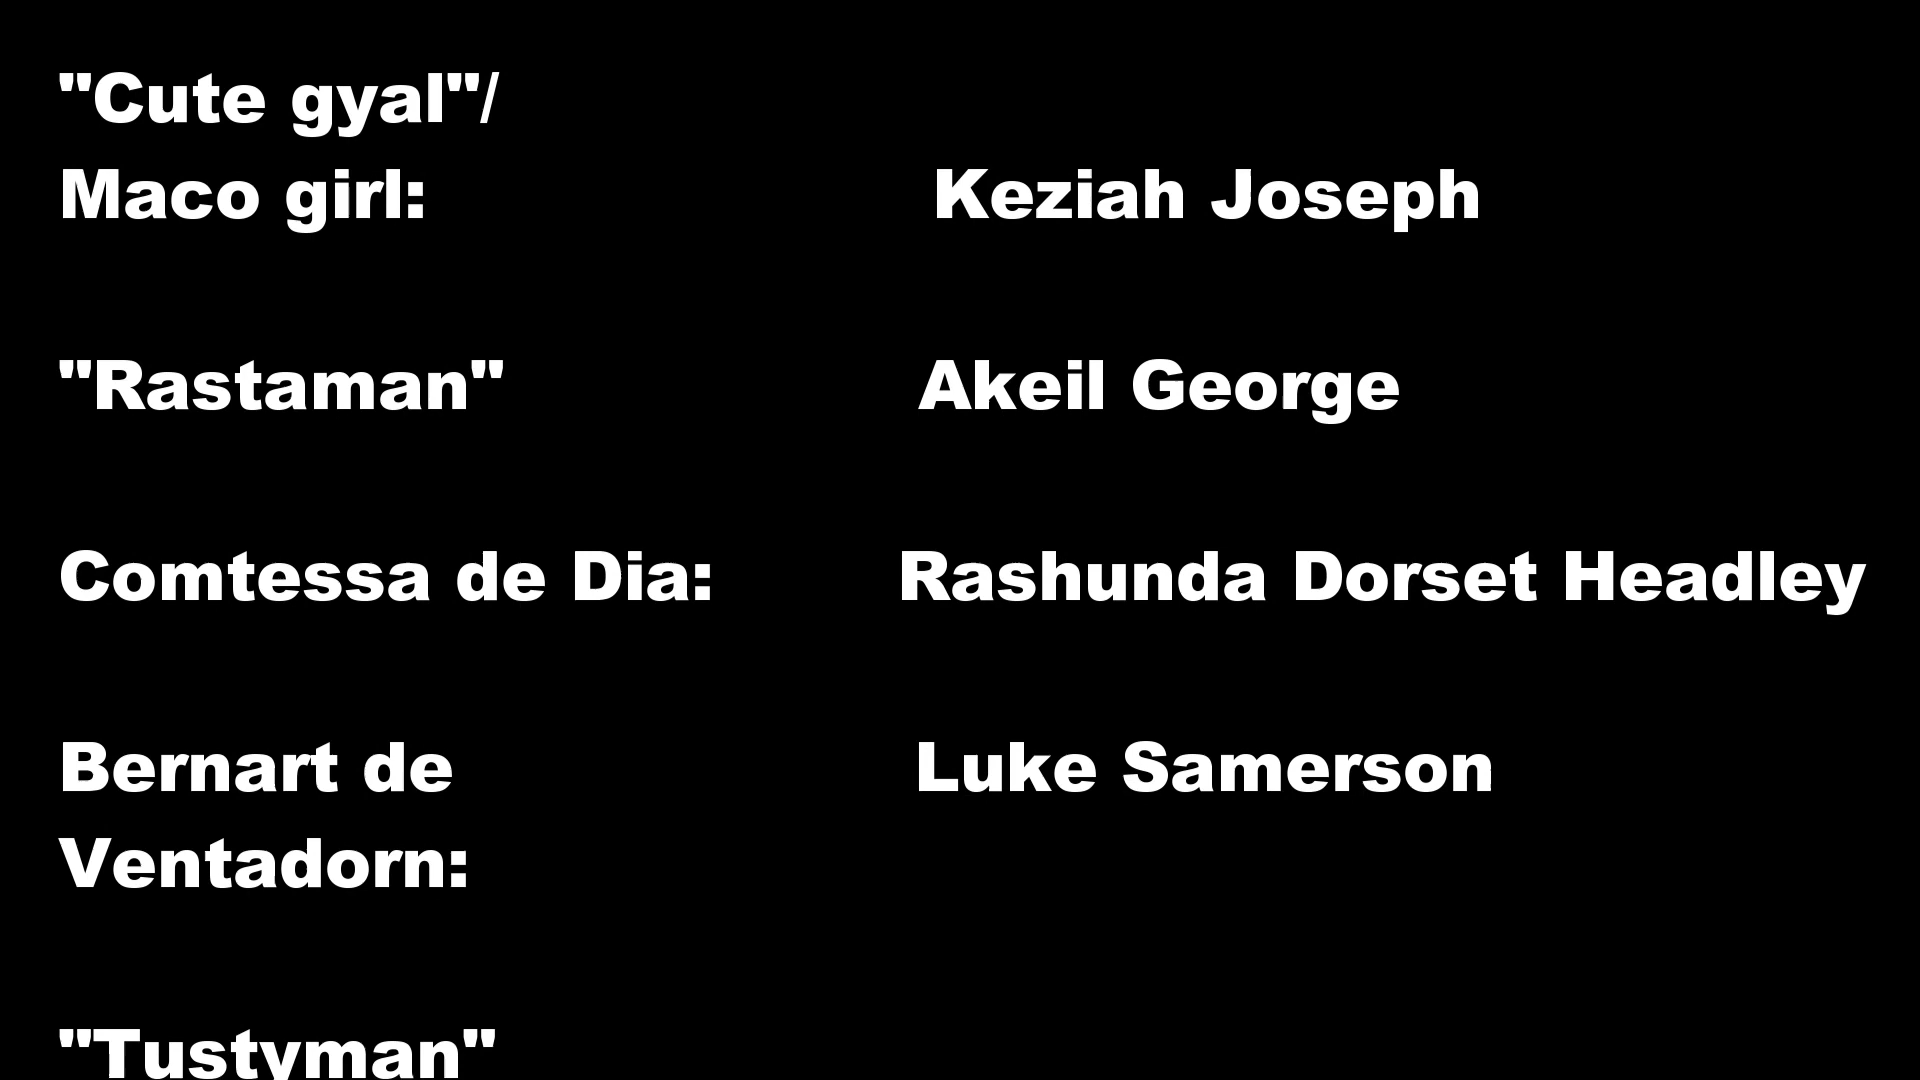 "Cute gyal"/
Maco girl: Keziah Joseph
"Rastaman" Akeil George
Comtessa de Dia: Rashunda Dorset Headley
Bernart de Luke Samerson
Ventadorn:
"Tustyman"